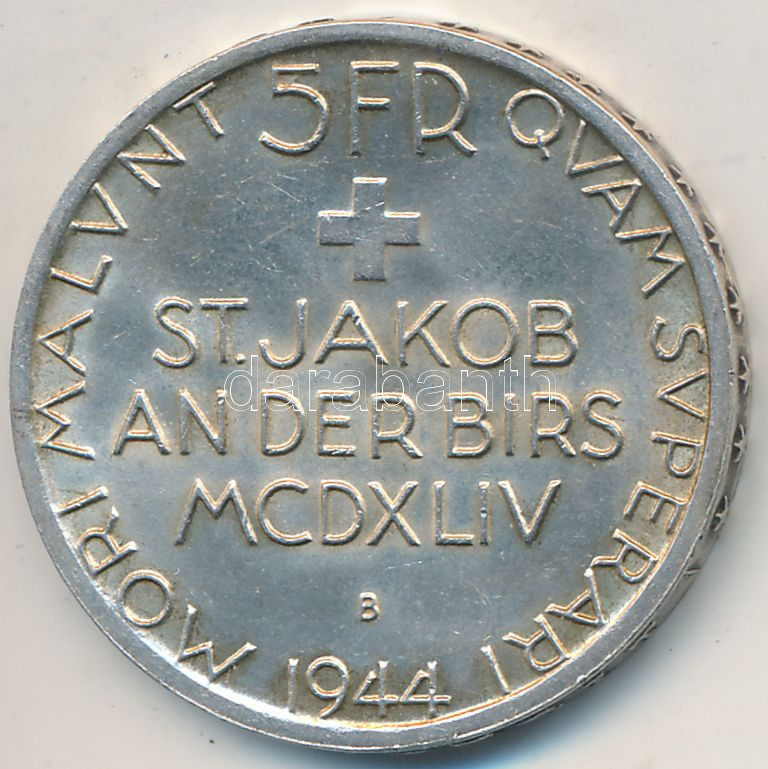 5FR
MORI MALVNT QVAM SVPERARI
ST. JAKOB
AN DER BIRS
MCDXLIV
B
1944
darabanth